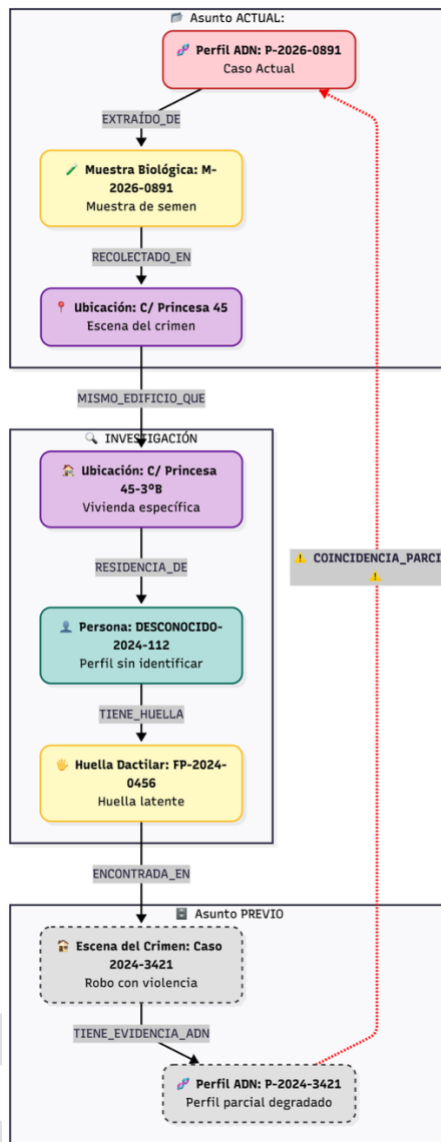 Asunto ACTUAL:
Perfil ADN: P-2026-0891
Caso Actual
EXTRAÍDO_DE
Muestra Biológica: M-
2026-0891
Muestra de semen
RECOLECTADO_EN
Ubicación: C/ Princesa 45
Escena del crimen
MISMO_EDIFICIO_QUE
INVESTIGACIÓN
Ubicación: C/ Princesa
45-3ºB
Vivienda específica
RESIDENCIA_DE
COINCIDENCIA_PARCI
Persona: DESCONOCIDO-
2024-112
Perfil sin identificar
TIENE_HUELLA
Huella Dactilar: FP-2024-
0456
Huella latente
ENCONTRADA_EN
Asunto PREVIO
Escena del Crimen: Caso
2024-3421
Robo con violencia
TIENE_EVIDENCIA_ADN
Perfil ADN: P-2024-3421
Perfil parcial degradado